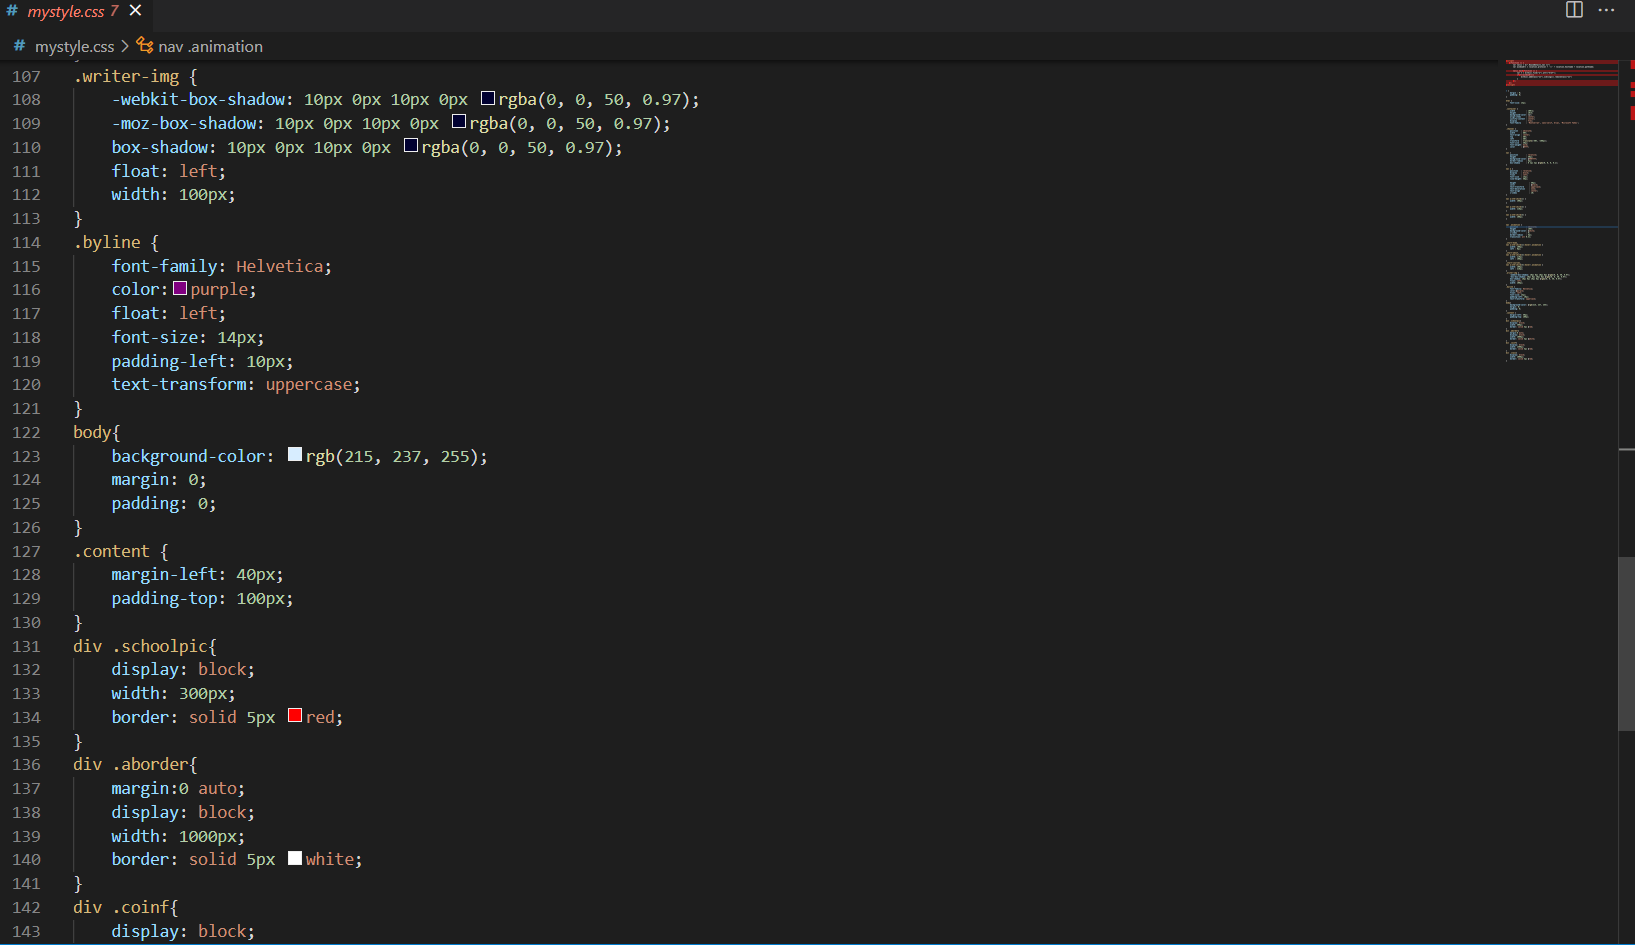 # mystyle.css 7 ✕
# mystyle.css > nav .animation
107 .writer-img {
108 -webkit-box-shadow: 10px 0px 10px 0px rgba(0, 0, 50, 0.97);
109 -moz-box-shadow: 10px 0px 10px 0px rgba(0, 0, 50, 0.97);
110 box-shadow: 10px 0px 10px 0px rgba(0, 0, 50, 0.97);
111 float: left;
112 width: 100px;
113 }
114 .byline {
115 font-family: Helvetica;
116 color: purple;
117 float: left;
118 font-size: 14px;
119 padding-left: 10px;
120 text-transform: uppercase;
121 }
122 body{
123 background-color: rgb(215, 237, 255);
124 margin: 0;
125 padding: 0;
126 }
127 .content {
128 margin-left: 40px;
129 padding-top: 100px;
130 }
131 div .schoolpic{
132 display: block;
133 width: 300px;
134 border: solid 5px red;
135 }
136 div .aborder{
137 margin:0 auto;
138 display: block;
139 width: 1000px;
140 border: solid 5px white;
141 }
142 div .coinf{
143 display: block;